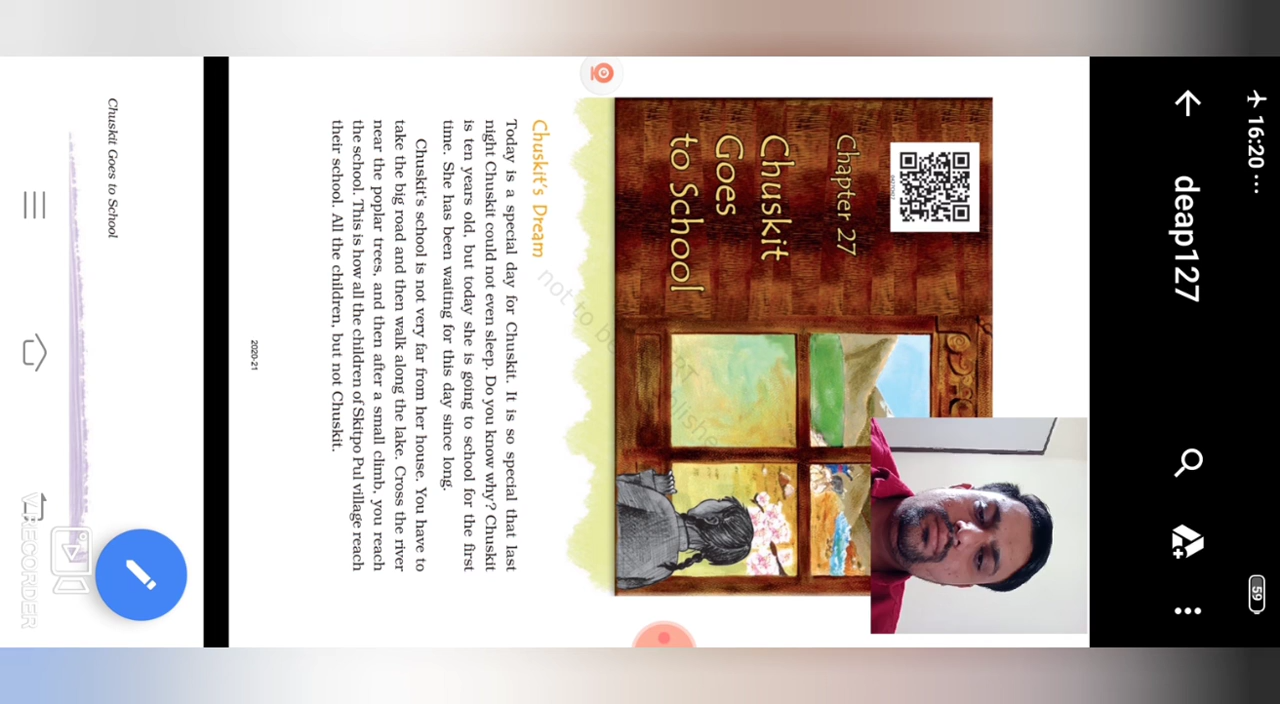 16:20 ...
deap127
0437CH27
Chapter 27
Chuskit
Goes
to School
Chuskit's Dream
Today is a special day for Chuskit. It is so special that last
night Chuskit could not even sleep. Do you know why? Chuskit
is ten years old, but today she is going to school for the first
time. She has been waiting for this day since long.
Chuskit's school is not very far from her house. You have to
take the big road and then walk along the lake. Cross the river
near the poplar trees, and then after a small climb, you reach
the school. This is how all the children of Skitpo Pul village reach
their school. All the children, but not Chuskit.
2020-21
Chuskit Goes to School
59
not to be
RECORDER